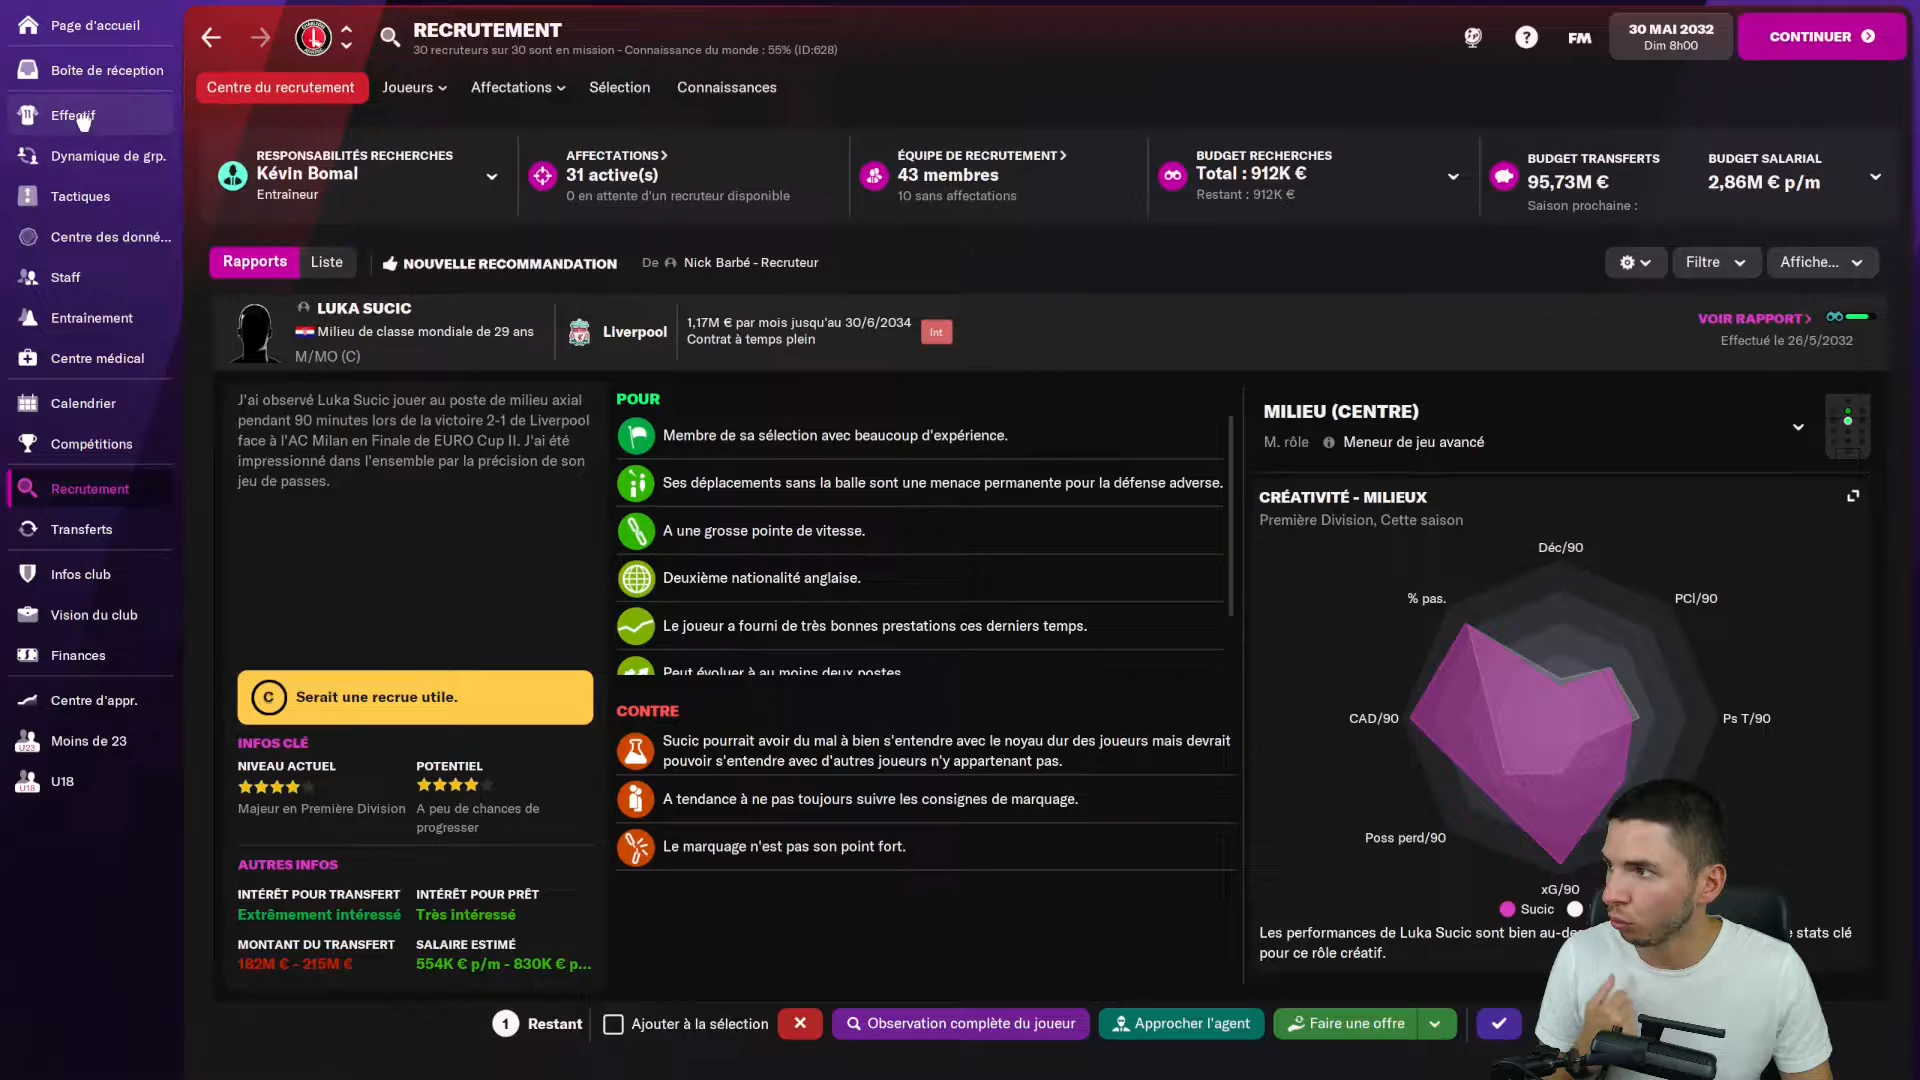 Page d'accueil
Boîte de réception
Effectif
Dynamique de grp.
Tactiques
Centre des donné...
Staff
Entraînement
Centre médical
Calendrier
Compétitions
Recrutement
Transferts
Infos club
Vision du club
Finances
Centre d'appr.
U23 Moins de 23
U18 U18
RECRUTEMENT
30 recruteurs sur 30 sont en mission - Connaissance du monde : 55% (ID:628)
? FM
30 MAI 2032
Dim 8h00
CONTINUER
Centre du recrutement Joueurs Affectations Sélection Connaissances
RESPONSABILITÉS RECHERCHES
Kévin Bomal
Entraîneur
AFFECTATIONS>
31 active(s)
0 en attente d'un recruteur disponible
ÉQUIPE DE RECRUTEMENT>
43 membres
10 sans affectations
BUDGET RECHERCHES
Total : 912K €
Restant : 912K €
BUDGET TRANSFERTS
95,73M €
Saison prochaine :
BUDGET SALARIAL
2,86M € p/m
Rapports Liste NOUVELLE RECOMMANDATION De Nick Barbé - Recruteur
Filtre Affiche...
LUKA SUCIC
Milieu de classe mondiale de 29 ans
M/MO (C)
Liverpool
1,17M € par mois jusqu'au 30/6/2034
Contrat à temps plein
Int
VOIR RAPPORT>
Effectué le 26/5/2032
J'ai observé Luka Sucic jouer au poste de milieu axial
pendant 90 minutes lors de la victoire 2-1 de Liverpool
face à l'AC Milan en Finale de EURO Cup II. J'ai été
impressionné dans l'ensemble par la précision de son
jeu de passes.
C Serait une recrue utile.
INFOS CLÉ
NIVEAU ACTUEL
Majeur en Première Division
POTENTIEL
A peu de chances de
progresser
AUTRES INFOS
INTÉRÊT POUR TRANSFERT
Extrêmement intéressé
INTÉRÊT POUR PRÊT
Très intéressé
MONTANT DU TRANSFERT
182M € - 215M €
SALAIRE ESTIMÉ
554K € p/m - 830K € p...
POUR
Membre de sa sélection avec beaucoup d'expérience.
Ses déplacements sans la balle sont une menace permanente pour la défense adverse.
A une grosse pointe de vitesse.
Deuxième nationalité anglaise.
Le joueur a fourni de très bonnes prestations ces derniers temps.
Peut évoluer à au moins deux postes
CONTRE
Sucic pourrait avoir du mal à bien s'entendre avec le noyau dur des joueurs mais devrait
pouvoir s'entendre avec d'autres joueurs n'y appartenant pas.
A tendance à ne pas toujours suivre les consignes de marquage.
Le marquage n'est pas son point fort.
MILIEU (CENTRE)
M. rôle Meneur de jeu avancé
CRÉATIVITÉ - MILIEUX
Première Division, Cette saison
Déc/90
% pas.
PCl/90
CAD/90
Ps T/90
Poss perd/90
xG/90
Sucic
Les performances de Luka Sucic sont bien au-de
stats clé
pour ce rôle créatif.
1 Restant Ajouter à la sélection Observation complète du joueur Approcher l'agent Faire une offre